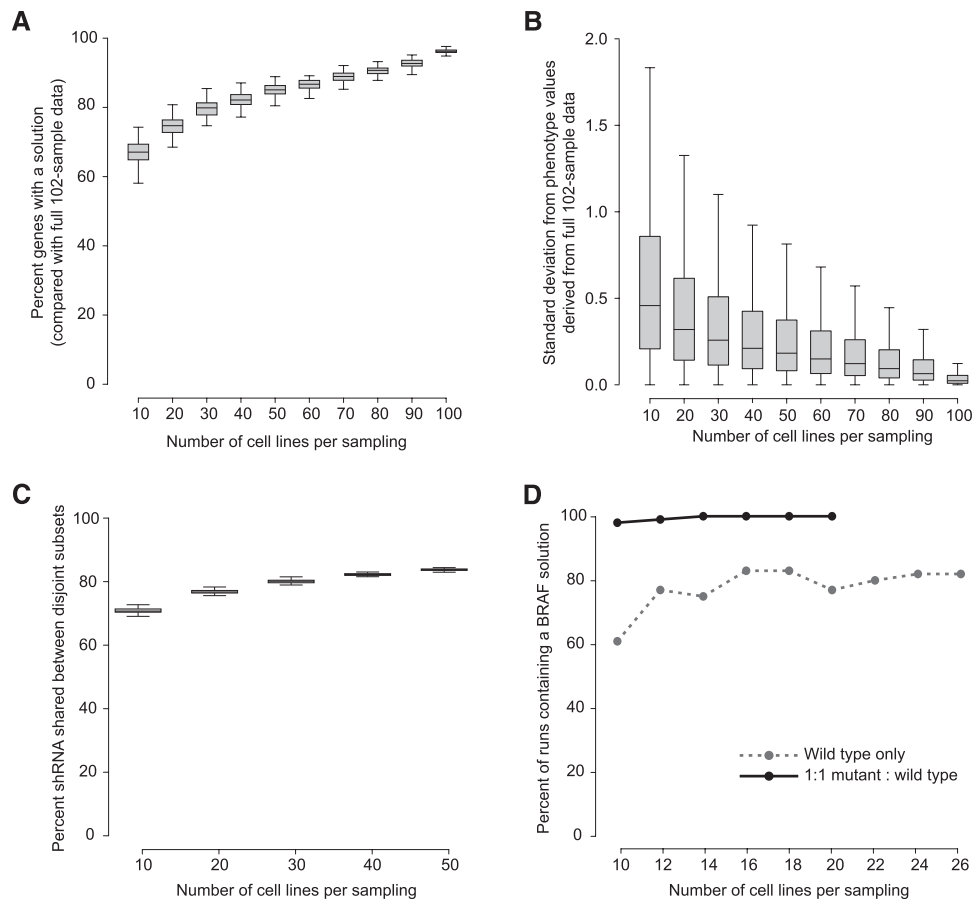 A
Percent genes with a solution
(compared with full 102-sample data)
100
80
60
40
20
0
10 20 30 40 50 60 70 80 90 100
Number of cell lines per sampling
B
Standard deviation from phenotype values
derived from full 102-sample data
2.0
1.5
1.0
0.5
0.0
10 20 30 40 50 60 70 80 90 100
Number of cell lines per sampling
C
Percent shRNA shared between disjoint subsets
100
80
60
40
20
0
10 20 30 40 50
Number of cell lines per sampling
D
Percent of runs containing a BRAF solution
100
80
60
40
20
0
Wild type only
1:1 mutant : wild type
10 12 14 16 18 20 22 24 26
Number of cell lines per sampling